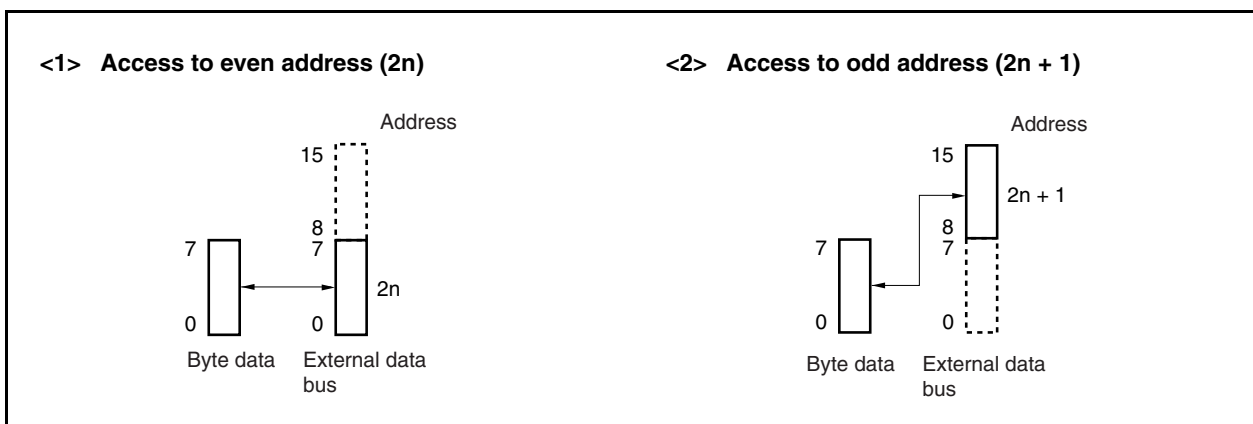 <1> Access to even address (2n)
Address
15
8
7
7
2n
0
0
Byte data
External data
bus
<2> Access to odd address (2n + 1)
Address
15
2n + 1
8
7
7
0
0
Byte data
External data
bus